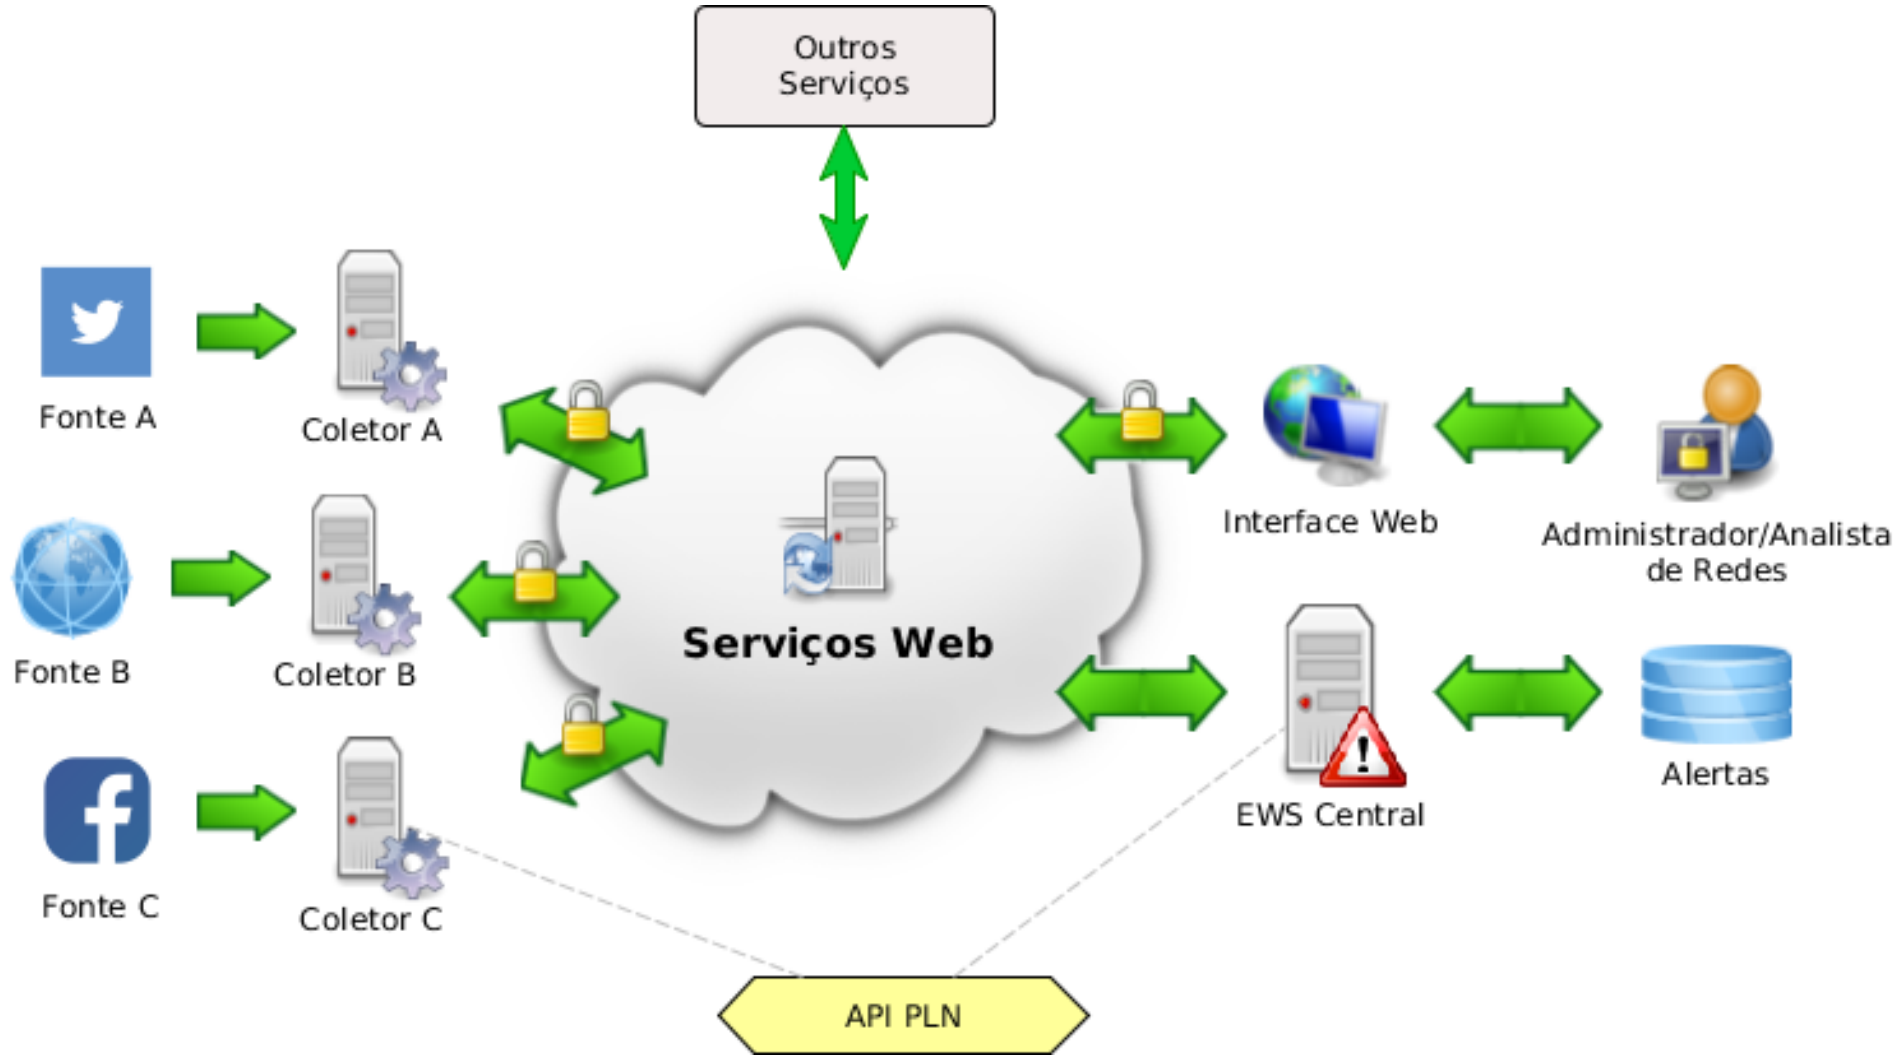 Outros
Serviços
Fonte A
Coletor A
Fonte B
Coletor B
Fonte C
Coletor C
Serviços Web
Interface Web
Administrador/Analista
de Redes
EWS Central
Alertas
API PLN